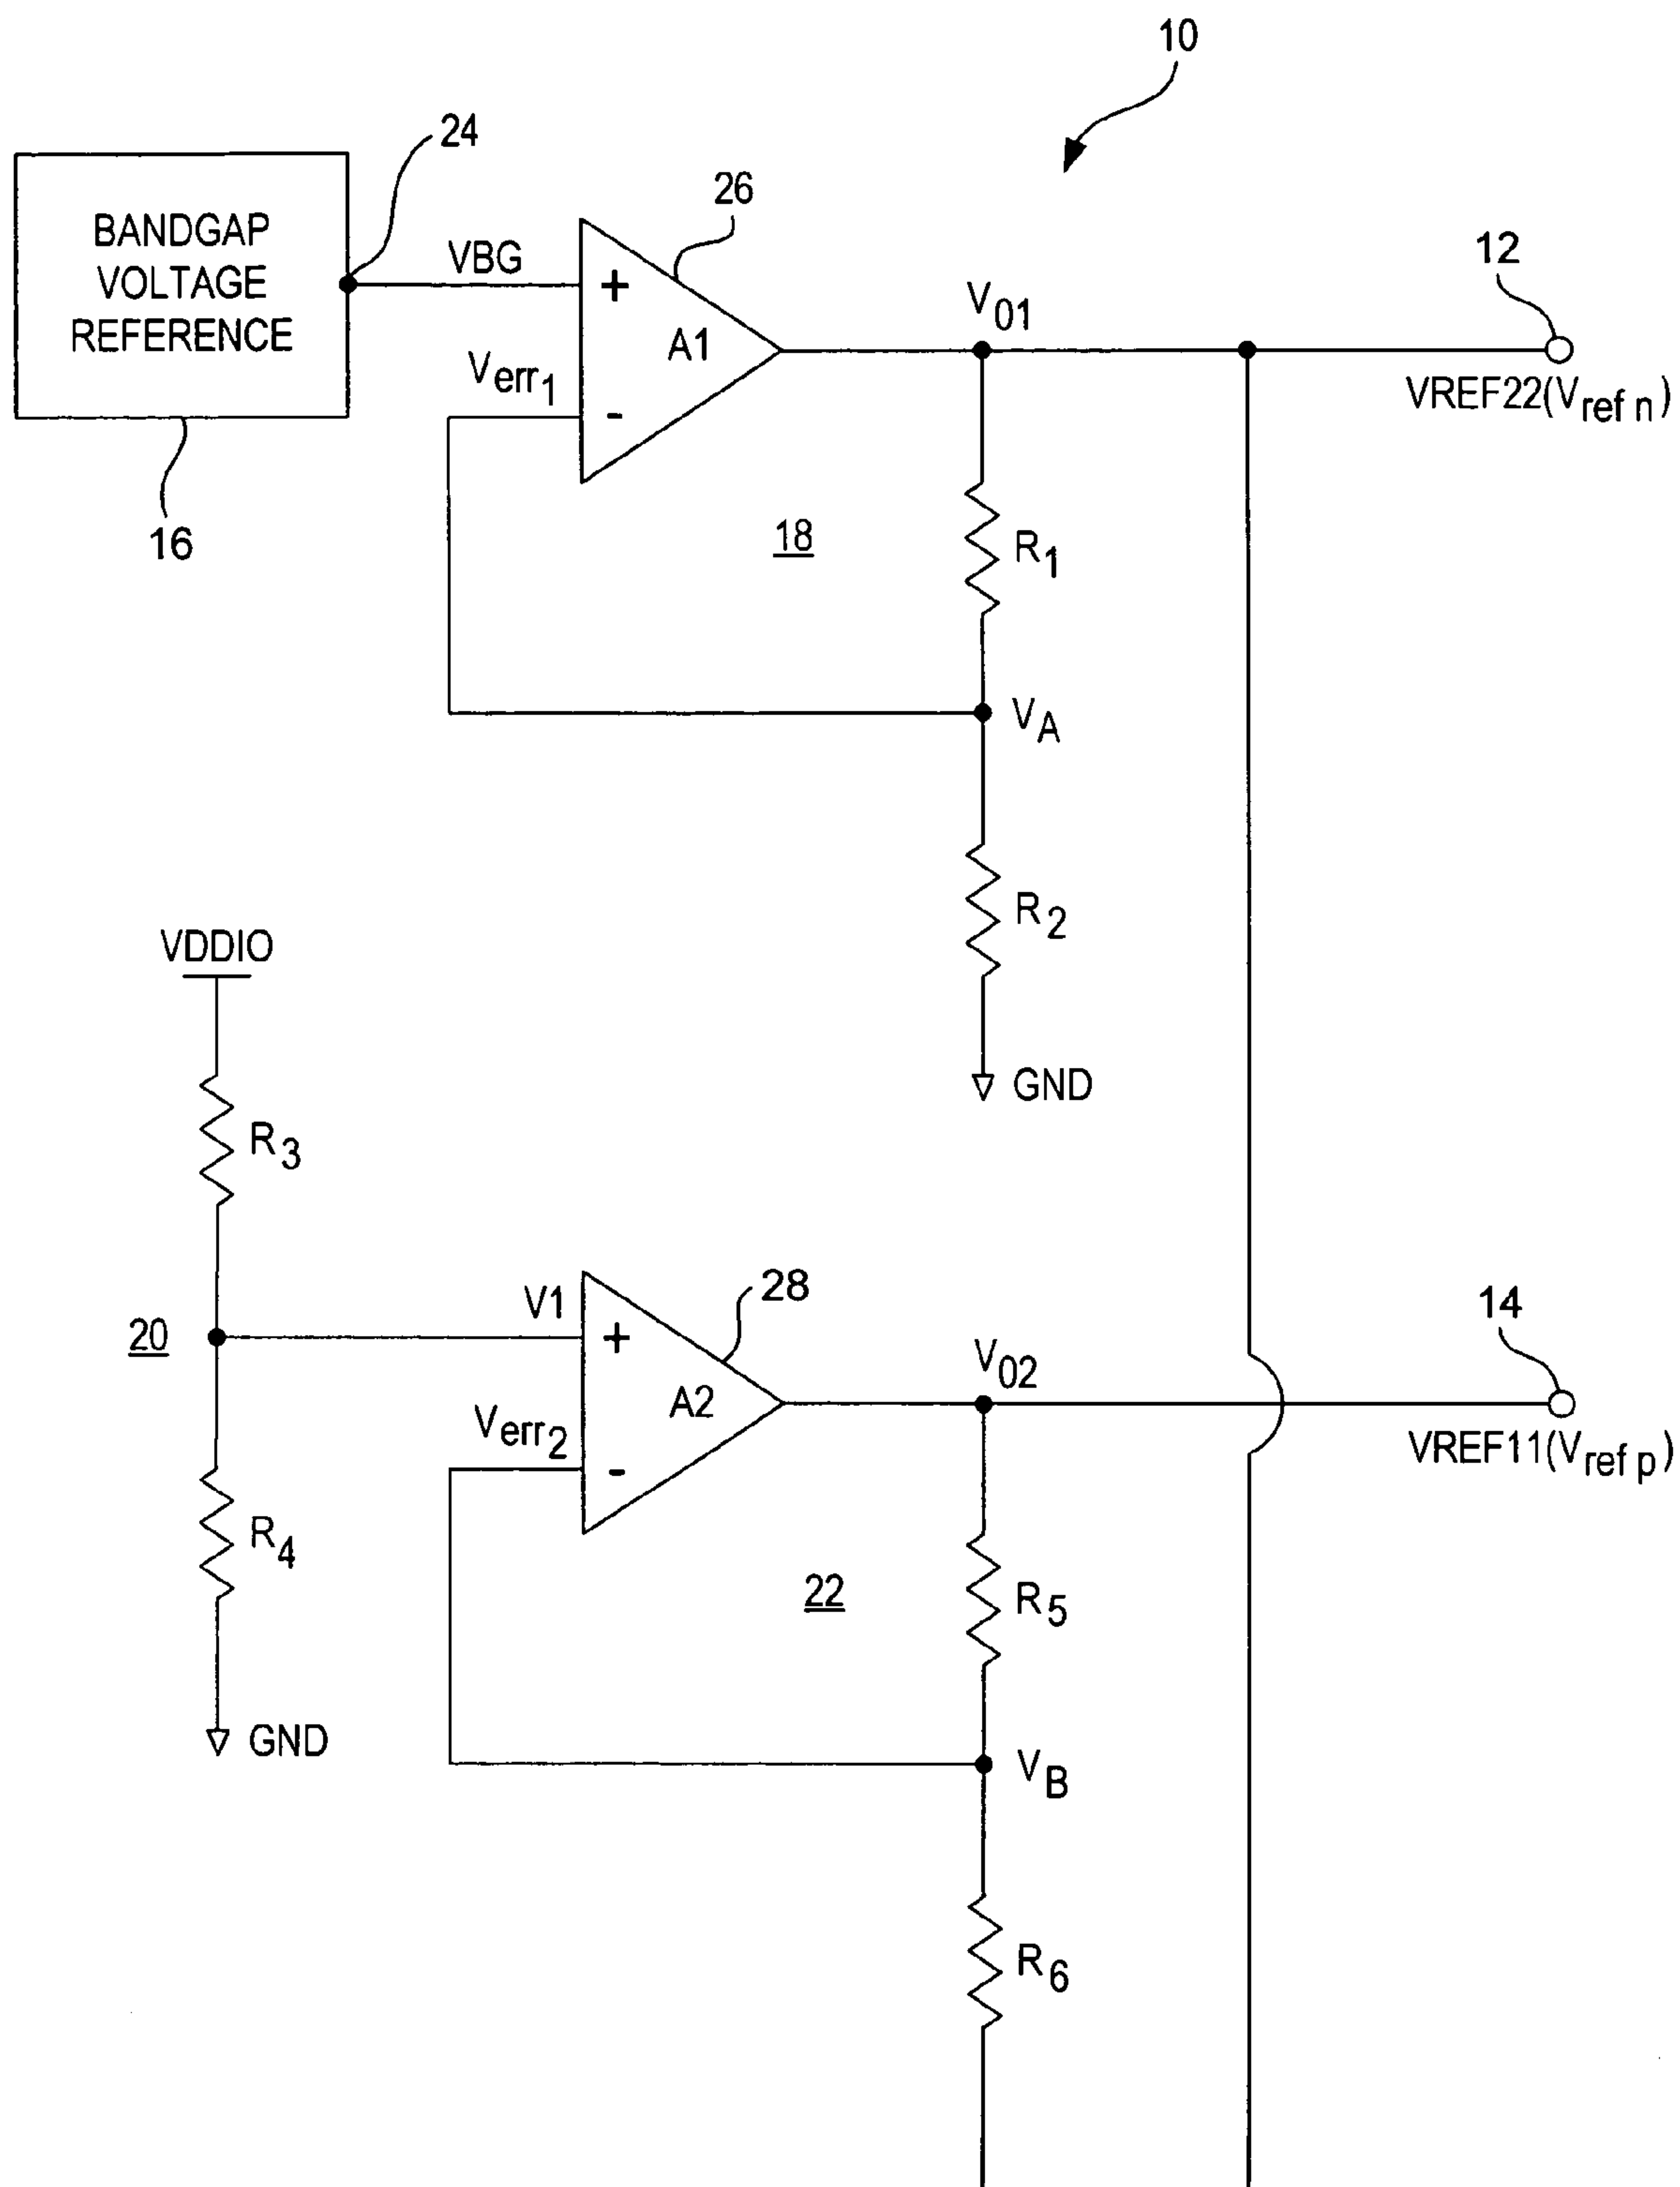 10
24
BANDGAP
VOLTAGE
REFERENCE
16
VBG
26
+
A1
Verr1
-
18
V01
12
VREF22(Vref n)
R1
VA
R2
GND
VDDIO
R3
20
R4
GND
V1
28
+
A2
Verr2
-
22
V02
14
VREF11(Vref p)
R5
VB
R6